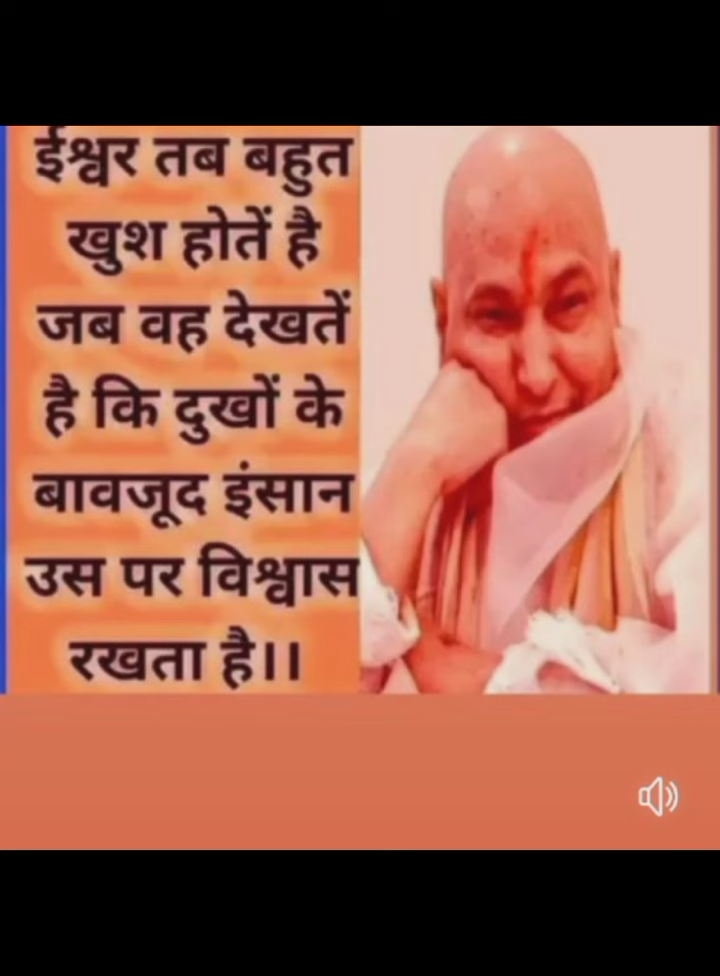 ईश्वर तब बहुत
खुश होतें है
जब वह देखतें
है कि दुखों के
बावजूद इंसान
उस पर विश्वास
रखता है।।